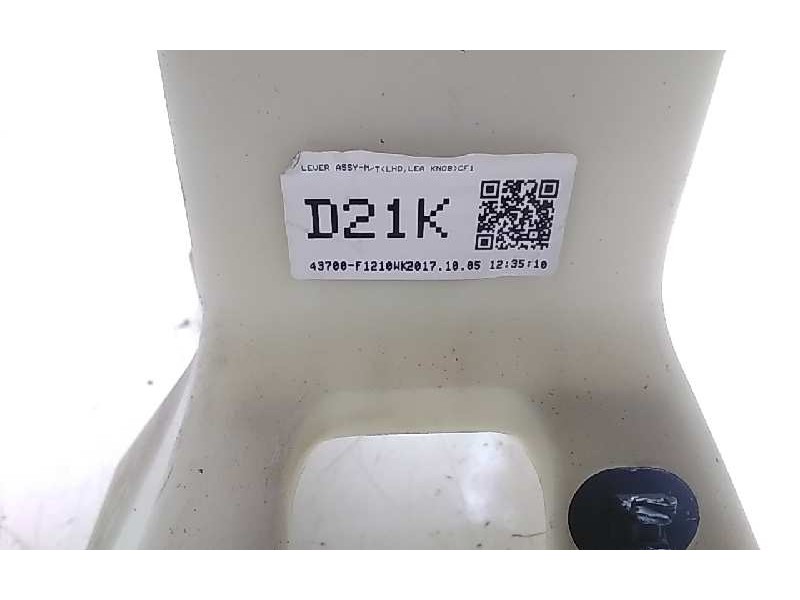 LEVER ASSY-M/T(LHD,LEA KNOB)CF1
D21K
43700-F1210WK2017.10.05 12:35:10